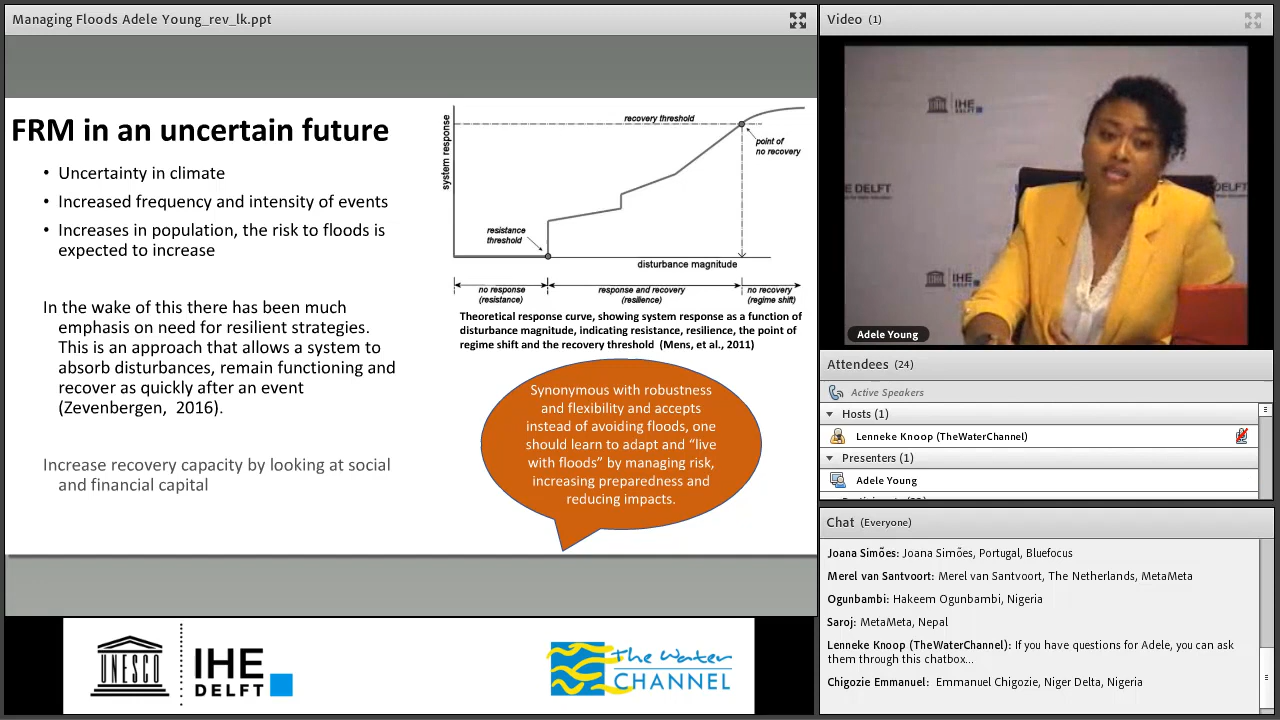 Managing Floods Adele Young_rev_lk.ppt
FRM in an uncertain future
• Uncertainty in climate
• Increased frequency and intensity of events
• Increases in population, the risk to floods is
expected to increase
In the wake of this there has been much
emphasis on need for resilient strategies.
This is an approach that allows a system to
absorb disturbances, remain functioning and
recover as quickly after an event
(Zevenbergen, 2016).
Increase recovery capacity by looking at social
and financial capital
system response
recovery threshold
point of
no recovery
resistance
threshold
disturbance magnitude
no response
(resistance)
response and recovery
(resilience)
no recovery
(regime shift)
Theoretical response curve, showing system response as a function of
disturbance magnitude, indicating resistance, resilience, the point of
regime shift and the recovery threshold (Mens, et al., 2011)
Synonymous with robustness
and flexibility and accepts
instead of avoiding floods, one
should learn to adapt and “live
with floods” by managing risk,
increasing preparedness and
reducing impacts.
UNESCO
IHE
DELFT
The Water
CHANNEL
Video (1)
IHE
DELFT
IHE
Adele Young
Attendees (24)
Active Speakers
Hosts (1)
Lenneke Knoop (TheWaterChannel)
Presenters (1)
Adele Young
Chat (Everyone)
Joana Simões: Joana Simões, Portugal, Bluefocus
Merel van Santvoort: Merel van Santvoort, The Netherlands, MetaMeta
Ogunbambi: Hakeem Ogunbambi, Nigeria
Saroj: MetaMeta, Nepal
Lenneke Knoop (TheWaterChannel): If you have questions for Adele, you can ask
them through this chatbox...
Chigozie Emmanuel: Emmanuel Chigozie, Niger Delta, Nigeria